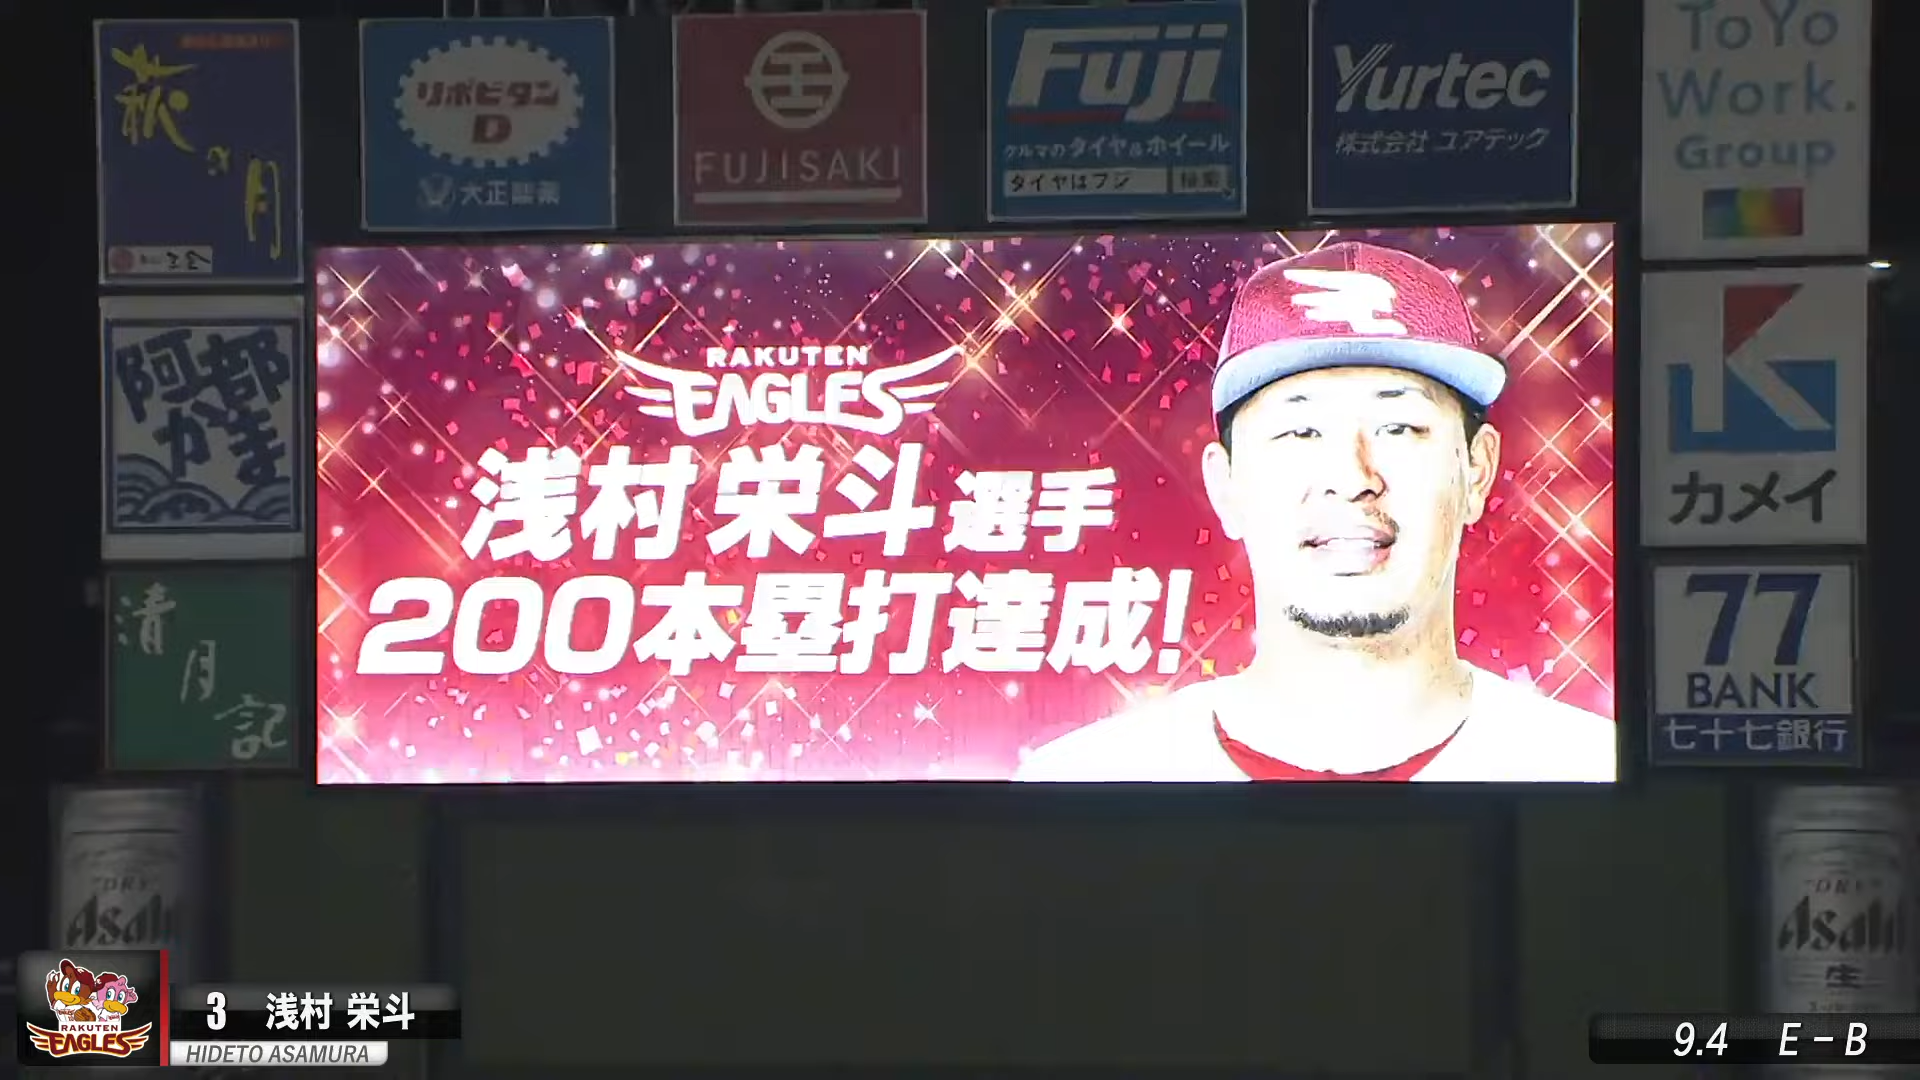 萩の月
リポビタン
D
大正製薬
FUJISAKI
Fuji
クルマのタイヤ&ホイール
タイヤはフジ 検索
Yurtec
株式会社 ユアテック
ToYo
Work.
Group
阿部
かま
カメイ
清月記
77
BANK
七十七銀行
RAKUTEN
EAGLES
浅村 栄斗 選手
200本塁打達成!
"DRY"
Asahi
"DRY"
Asahi
生
RAKUTEN
EAGLES
3 浅村 栄斗
HIDETO ASAMURA
9.4 E-B